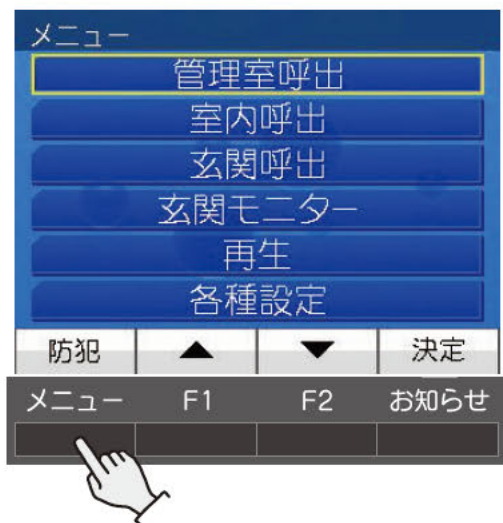 メニュー
管理室呼出
室内呼出
玄関呼出
玄関モニター
再生
各種設定
防犯 ▲ ▼ 決定
メニュー F1 F2 お知らせ